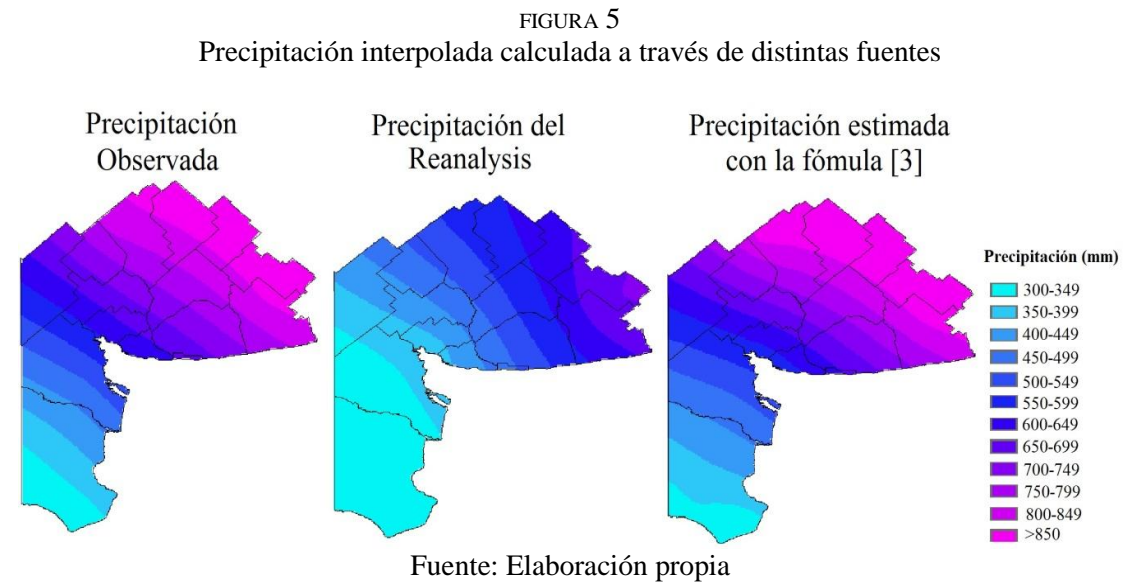 FIGURA 5
Precipitación interpolada calculada a través de distintas fuentes
Precipitación
Observada
Precipitación del
Reanalysis
Precipitación estimada
con la fómula [3]
Precipitación (mm)
300-349
350-399
400-449
450-499
500-549
550-599
600-649
650-699
700-749
750-799
800-849
>850
Fuente: Elaboración propia